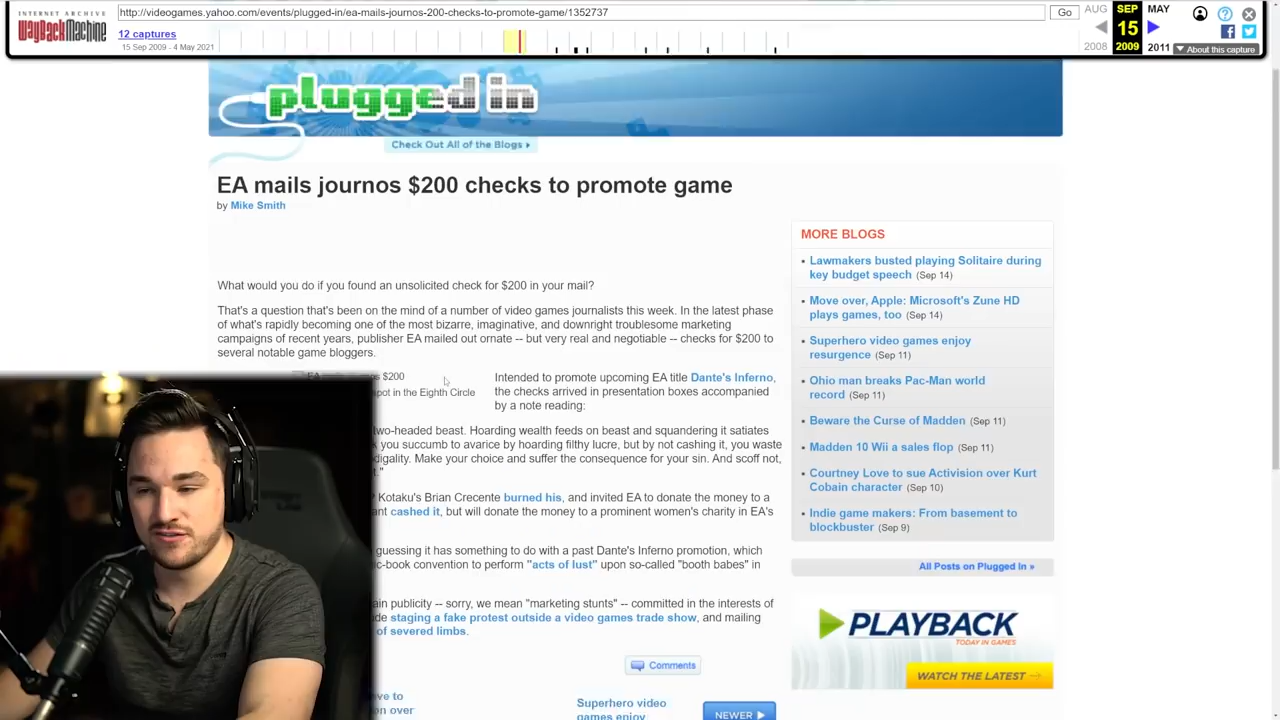 INTERNET ARCHIVE
WayBackMachine
http://videogames.yahoo.com/events/plugged-in/ea-mails-journos-200-checks-to-promote-game/1352737
Go
12 captures
15 Sep 2009 - 4 May 2021
AUG SEP MAY
15
2008 2009 2011
About this capture
plugged in
Check Out All of the Blogs
EA mails journos $200 checks to promote game
by Mike Smith
What would you do if you found an unsolicited check for $200 in your mail?
That's a question that's been on the mind of a number of video games journalists this week. In the latest phase
of what's rapidly becoming one of the most bizarre, imaginative, and downright troublesome marketing
campaigns of recent years, publisher EA mailed out ornate -- but very real and negotiable -- checks for $200 to
several notable game bloggers.
$200
pot in the Eighth Circle
Intended to promote upcoming EA title Dante's Inferno,
the checks arrived in presentation boxes accompanied
by a note reading:
two-headed beast. Hoarding wealth feeds on beast and squandering it satiates
you succumb to avarice by hoarding filthy lucre, but by not cashing it, you waste
digality. Make your choice and suffer the consequence for your sin. And scoff not,
Kotaku's Brian Crecente burned his, and invited EA to donate the money to a
ant cashed it, but will donate the money to a prominent women's charity in EA's
guessing it has something to do with a past Dante's Inferno promotion, which
c-book convention to perform "acts of lust" upon so-called "booth babes" in
ain publicity -- sorry, we mean "marketing stunts" -- committed in the interests of
de staging a fake protest outside a video games trade show, and mailing
of severed limbs.
Comments
ve to
on over
Superhero video
games enjoy
NEWER
MORE BLOGS
• Lawmakers busted playing Solitaire during
key budget speech (Sep 14)
• Move over, Apple: Microsoft's Zune HD
plays games, too (Sep 14)
• Superhero video games enjoy
resurgence (Sep 11)
• Ohio man breaks Pac-Man world
record (Sep 11)
• Beware the Curse of Madden (Sep 11)
• Madden 10 Wii a sales flop (Sep 11)
• Courtney Love to sue Activision over Kurt
Cobain character (Sep 10)
• Indie game makers: From basement to
blockbuster (Sep 9)
All Posts on Plugged In »
PLAYBACK
TODAY IN GAMES
WATCH THE LATEST